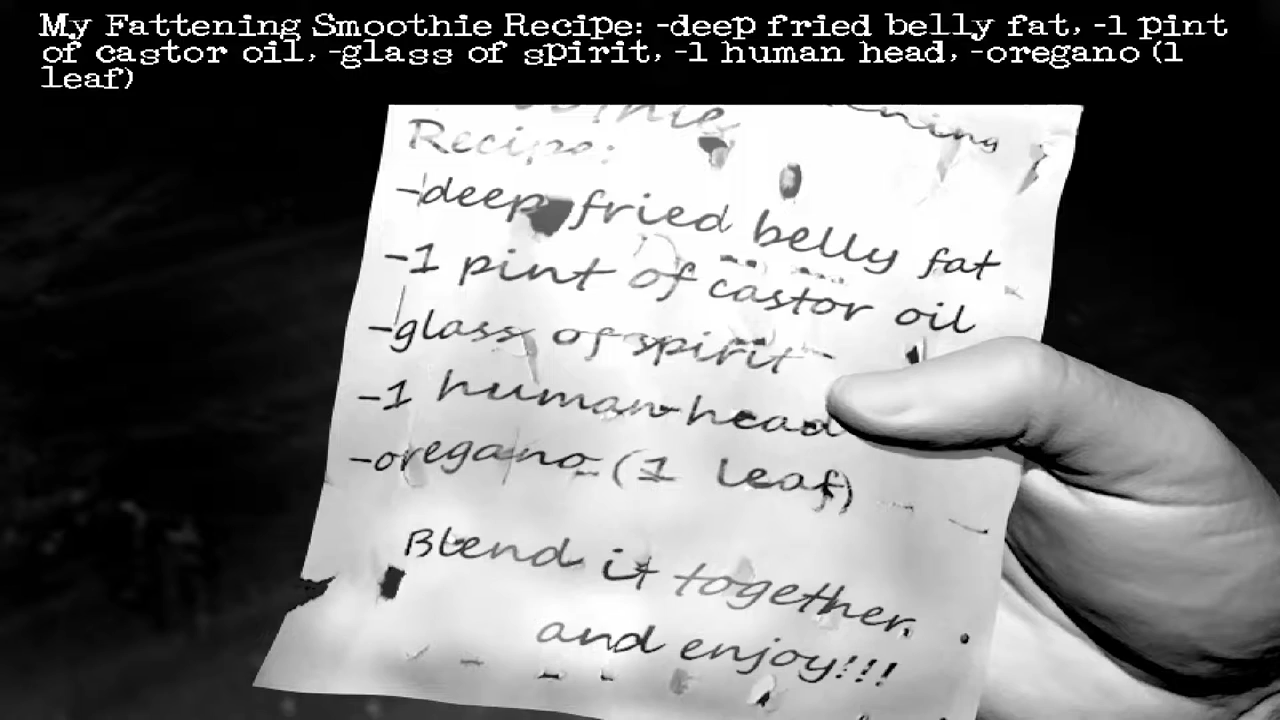 My Fattening Smoothie Recipe: -deep fried belly fat, -1 pint
of castor oil, -glass of spirit, -1 human head, -oregano (1
leaf)
Recipe:
-deep fried belly fat
-1 pint of castor oil
-glass of spirit
-1 human head
-oregano (1 leaf)
Blend it together.
and enjoy!!!